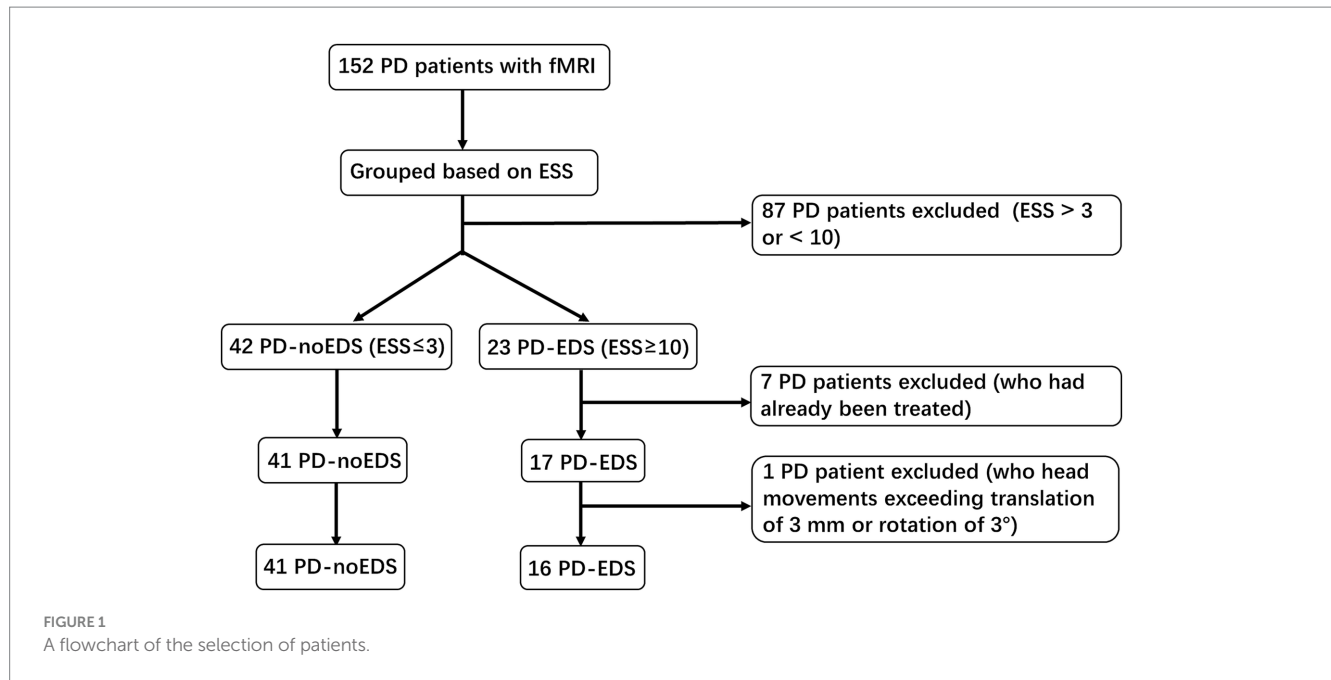 152 PD patients with fMRI
Grouped based on ESS
87 PD patients excluded (ESS > 3
or < 10)
42 PD-noEDS (ESS≤3)
23 PD-EDS (ESS≥10)
7 PD patients excluded (who had
already been treated)
41 PD-noEDS
17 PD-EDS
1 PD patient excluded (who head
movements exceeding translation
of 3 mm or rotation of 3°)
41 PD-noEDS
16 PD-EDS
FIGURE 1
A flowchart of the selection of patients.